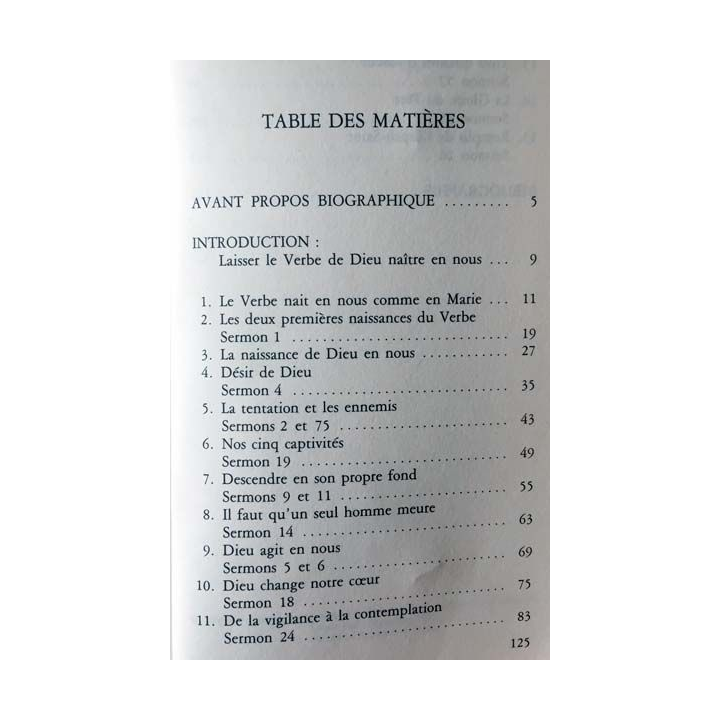 TABLE DES MATIÈRES
AVANT PROPOS BIOGRAPHIQUE ......... 5
INTRODUCTION :
Laisser le Verbe de Dieu naître en nous ... 9
1. Le Verbe nait en nous comme en Marie ... 11
2. Les deux premières naissances du Verbe
Sermon 1 .............................. 19
3. La naissance de Dieu en nous ............ 27
4. Désir de Dieu
Sermon 4 .............................. 35
5. La tentation et les ennemis
Sermons 2 et 75 ....................... 43
6. Nos cinq captivités
Sermon 19 ............................. 49
7. Descendre en son propre fond
Sermons 9 et 11 ....................... 55
8. Il faut qu'un seul homme meure
Sermon 14 ............................. 63
9. Dieu agit en nous
Sermons 5 et 6 ........................ 69
10. Dieu change notre cœur
Sermon 18 ............................. 75
11. De la vigilance à la contemplation
Sermon 24 ............................. 83
125